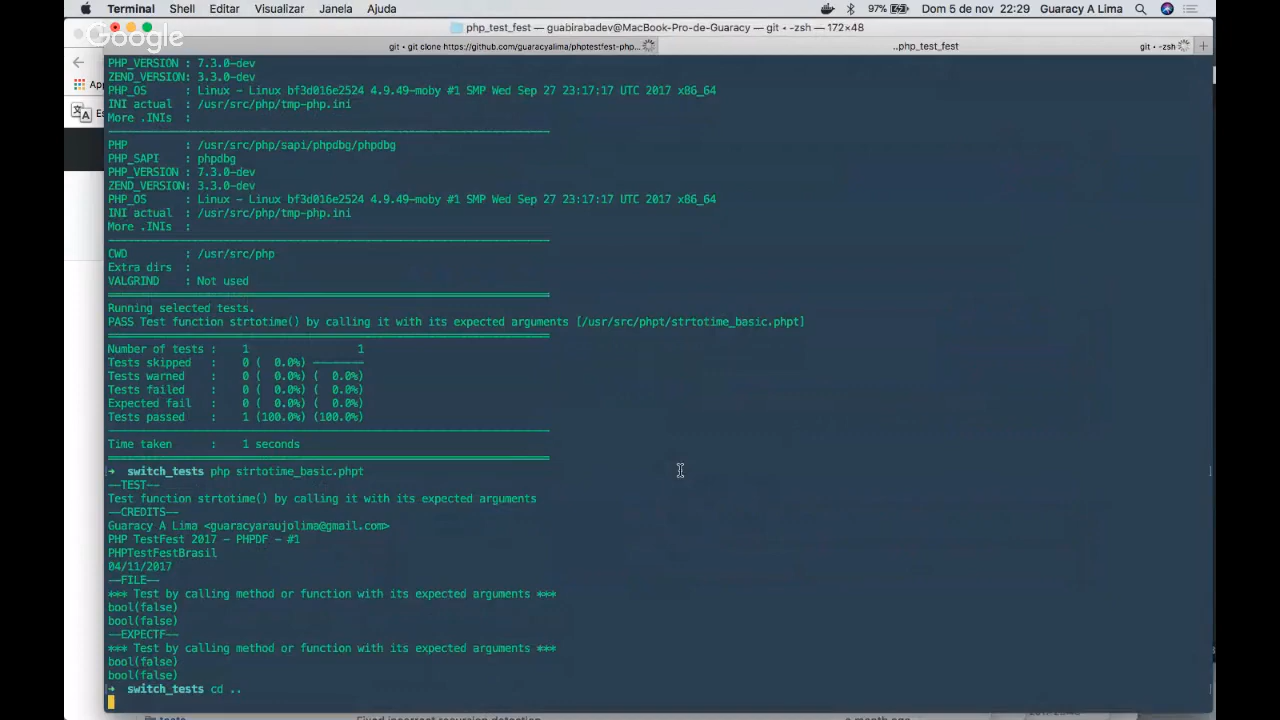 Terminal Shell Editar Visualizar Janela Ajuda 97% Dom 5 de nov 22:29 Guaracy A Lima
Google
php_test_fest — guabirabadev@MacBook-Pro-de-Guaracy — git • -zsh — 172×48
git • git clone https://github.com/guaracyalima/phptestfest-php... ..php_test_fest git • -zsh
PHP_VERSION : 7.3.0-dev
ZEND_VERSION: 3.3.0-dev
PHP_OS : Linux - Linux bf3d016e2524 4.9.49-moby #1 SMP Wed Sep 27 23:17:17 UTC 2017 x86_64
INI actual : /usr/src/php/tmp-php.ini
More .INIs :
PHP : /usr/src/php/sapi/phpdbg/phpdbg
PHP_SAPI : phpdbg
PHP_VERSION : 7.3.0-dev
ZEND_VERSION: 3.3.0-dev
PHP_OS : Linux - Linux bf3d016e2524 4.9.49-moby #1 SMP Wed Sep 27 23:17:17 UTC 2017 x86_64
INI actual : /usr/src/php/tmp-php.ini
More .INIs :
CWD : /usr/src/php
Extra dirs :
VALGRIND : Not used
Running selected tests.
PASS Test function strtotime() by calling it with its expected arguments [/usr/src/phpt/strtotime_basic.phpt]
Number of tests : 1 1
Tests skipped : 0 ( 0.0%) --------
Tests warned : 0 ( 0.0%) ( 0.0%)
Tests failed : 0 ( 0.0%) ( 0.0%)
Expected fail : 0 ( 0.0%) ( 0.0%)
Tests passed : 1 (100.0%) (100.0%)
Time taken : 1 seconds
➜ switch_tests php strtotime_basic.phpt
--TEST--
Test function strtotime() by calling it with its expected arguments
--CREDITS--
Guaracy A Lima <guaracyaraujolima@gmail.com>
PHP TestFest 2017 - PHPDF - #1
PHPTestFestBrasil
04/11/2017
--FILE--
*** Test by calling method or function with its expected arguments ***
bool(false)
bool(false)
--EXPECTF--
*** Test by calling method or function with its expected arguments ***
bool(false)
bool(false)
➜ switch_tests cd ..